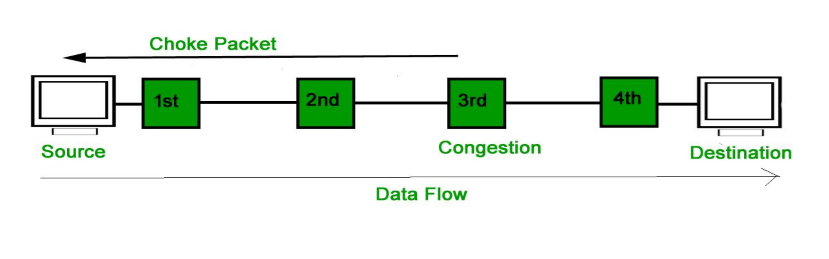 Choke Packet
1st
2nd
3rd
4th
Source
Congestion
Destination
Data Flow